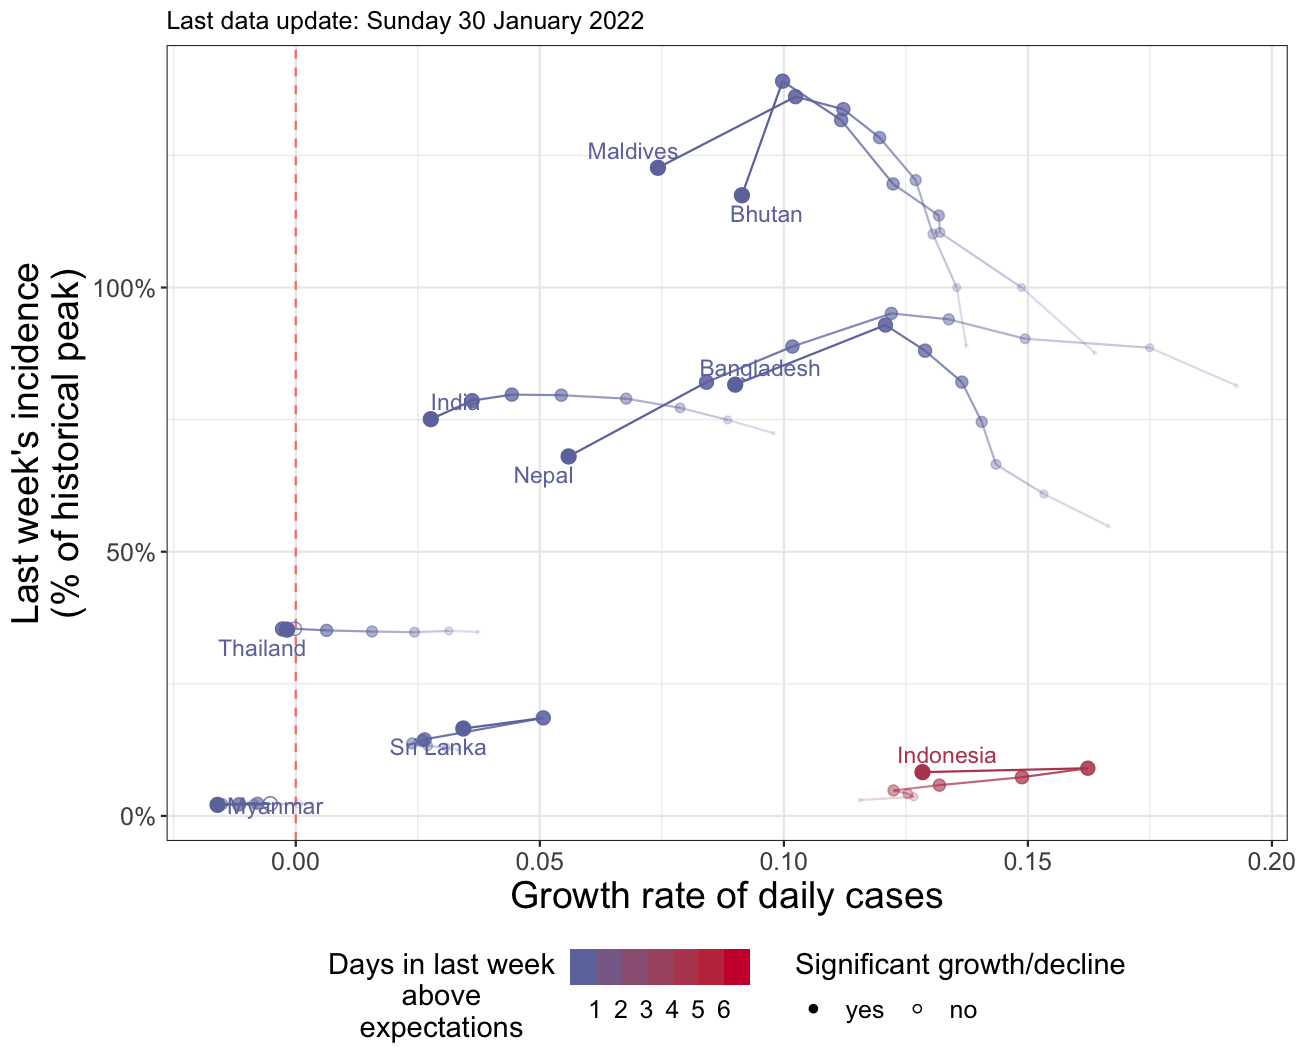 Last data update: Sunday 30 January 2022
Last week's incidence
(% of historical peak)
100%
50%
0%
Maldives
Bhutan
Bangladesh
India
Nepal
Thailand
Sri Lanka
Indonesia
Myanmar
0.00
0.05
0.10
0.15
0.20
Growth rate of daily cases
Days in last week
above
expectations
1 2 3 4 5 6
Significant growth/decline
yes
no